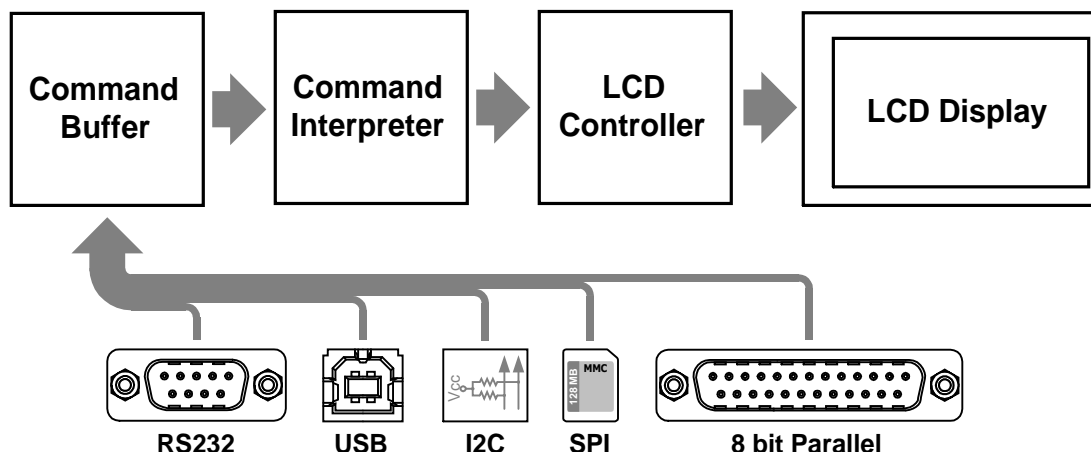 Command
Buffer
Command
Interpreter
LCD
Controller
LCD Display
VCC
128 MB
MMC
RS232
USB
I2C
SPI
8 bit Parallel